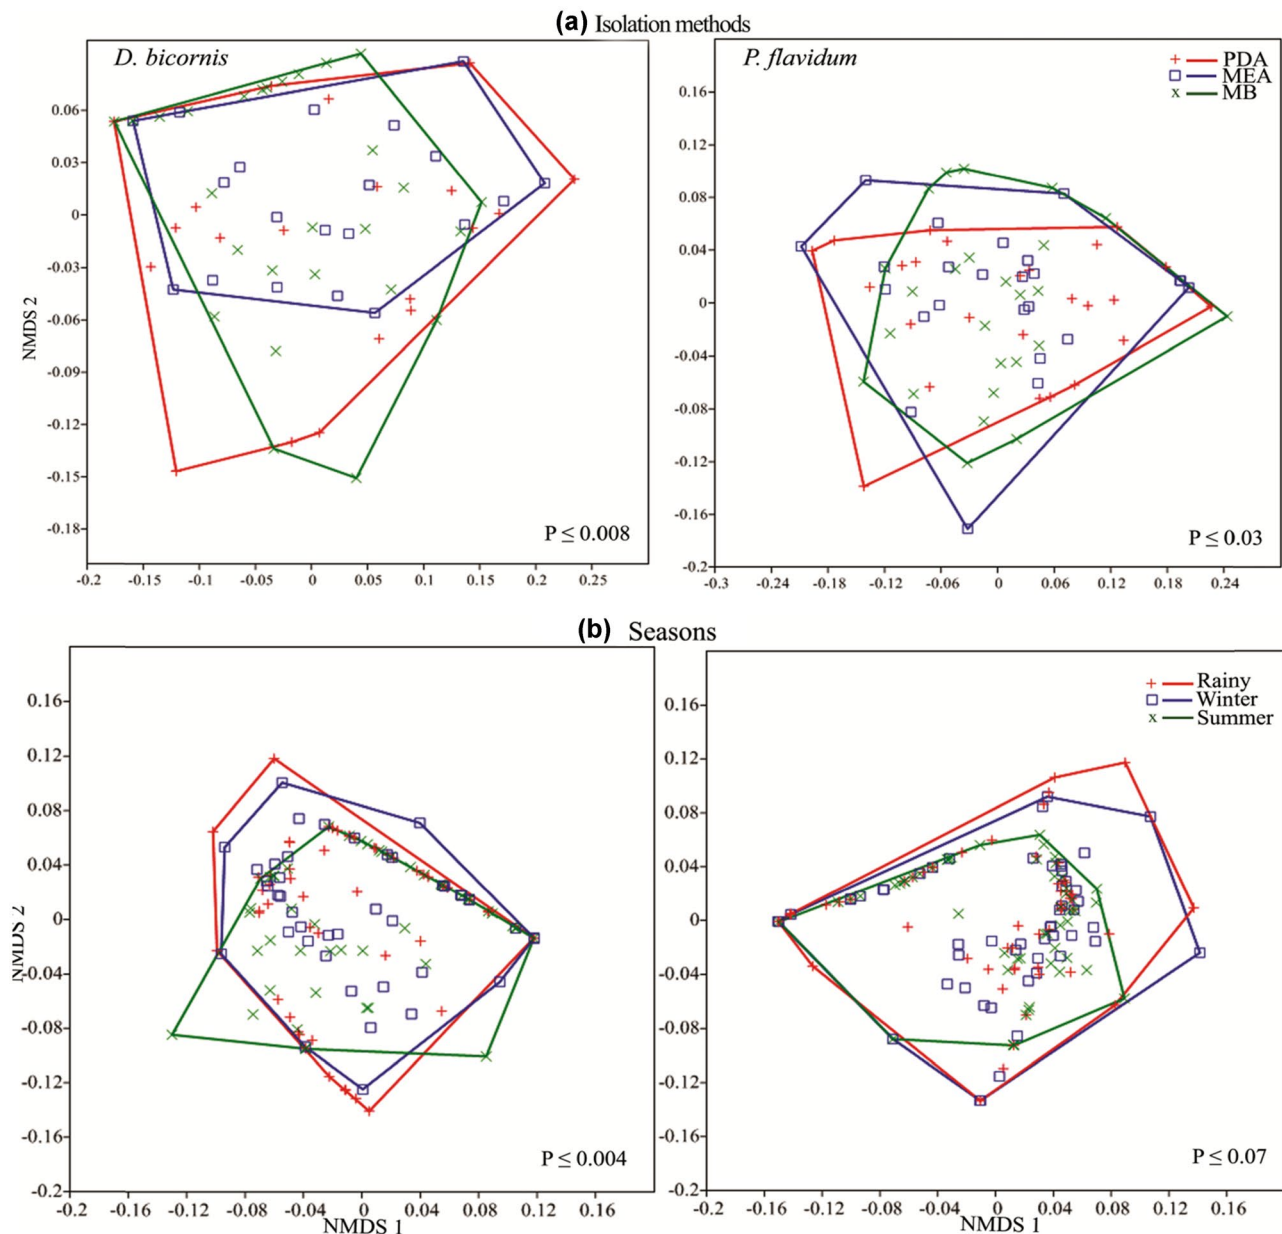 (a) Isolation methods
D. bicornis
0.06
0.03
0
-0.03
-0.06
-0.09
-0.12
-0.15
-0.18
NMDS 2
P ≤ 0.008
-0.2 -0.15 -0.1 -0.05 0 0.05 0.1 0.15 0.2 0.25
P. flavidum
PDA
MEA
MB
0.16
0.12
0.08
0.04
0
-0.04
-0.08
-0.12
-0.16
-0.2
P ≤ 0.03
-0.3 -0.24 -0.18 -0.12 -0.06 0 0.06 0.12 0.18 0.24
(b) Seasons
0.16
0.12
0.08
0.04
0
-0.04
-0.08
-0.12
-0.16
-0.2
NMDS 2
P ≤ 0.004
-0.2 -0.16 -0.12 -0.08 -0.04 0 0.04 0.08 0.12 0.16
NMDS 1
Rainy
Winter
Summer
0.16
0.12
0.08
0.04
0
-0.04
-0.08
-0.12
-0.16
-0.2
P ≤ 0.07
-0.2 -0.16 -0.12 -0.08 -0.04 0 0.04 0.08 0.12 0.16
NMDS 1